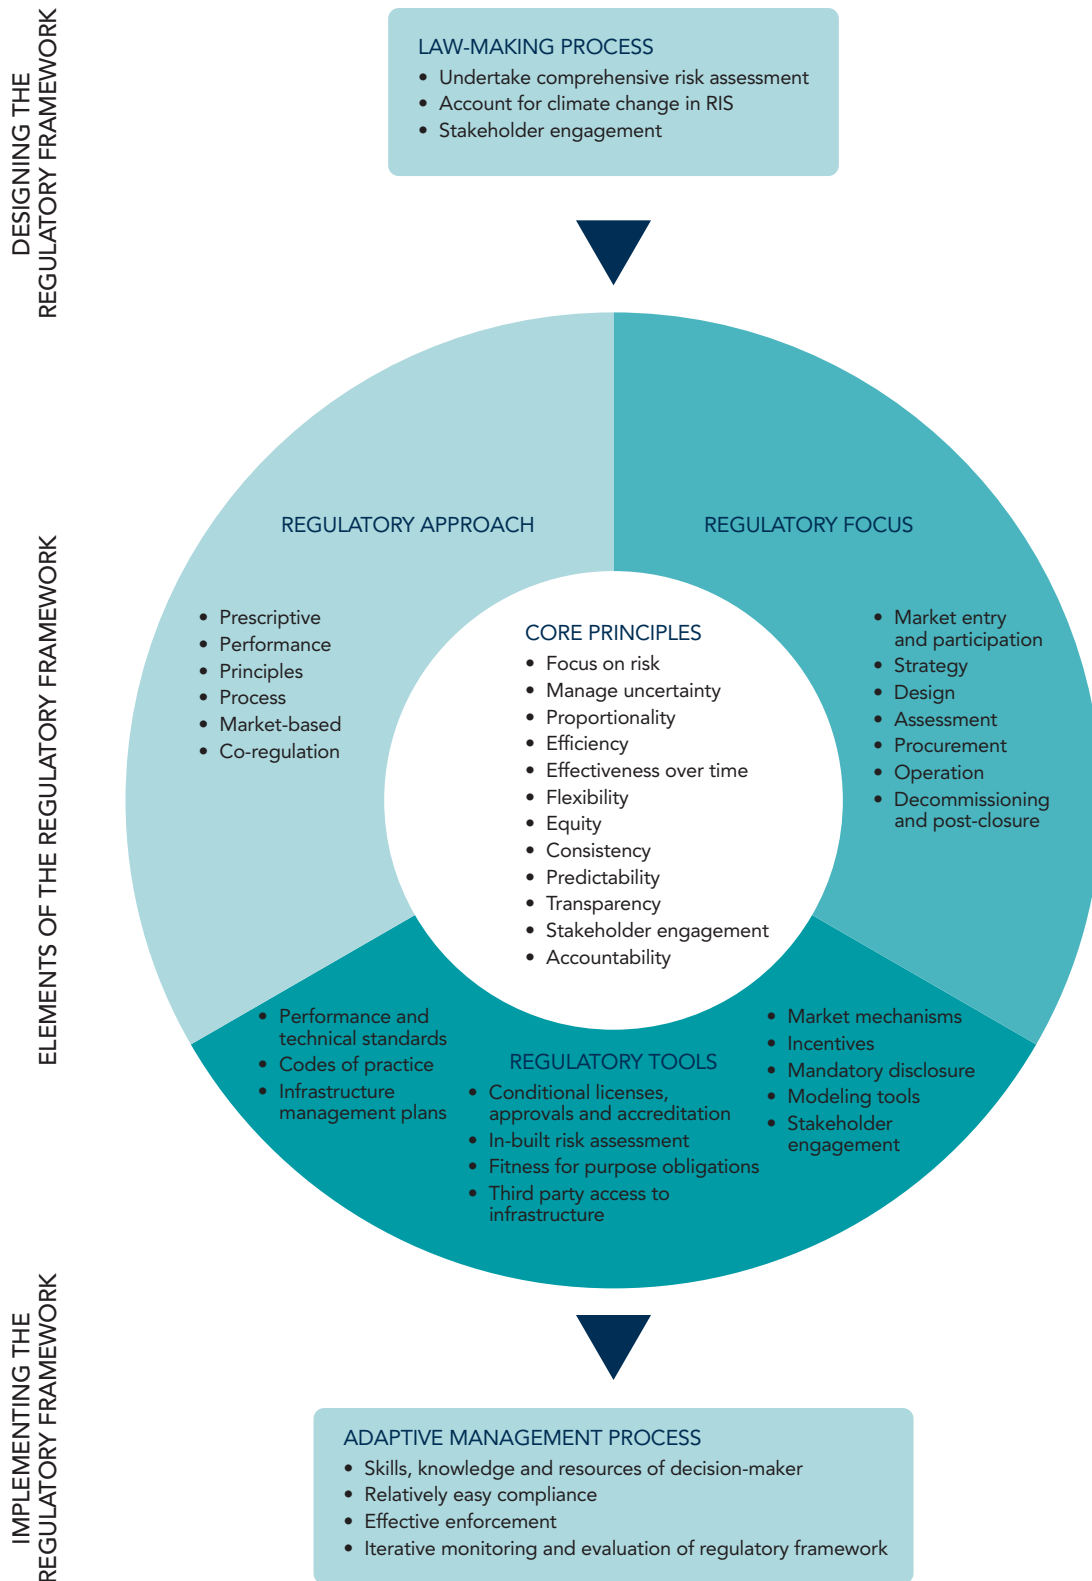 DESIGNING THE
REGULATORY FRAMEWORK
LAW-MAKING PROCESS
• Undertake comprehensive risk assessment
• Account for climate change in RIS
• Stakeholder engagement
ELEMENTS OF THE REGULATORY FRAMEWORK
REGULATORY APPROACH
• Prescriptive
• Performance
• Principles
• Process
• Market-based
• Co-regulation
REGULATORY FOCUS
• Market entry
and participation
• Strategy
• Design
• Assessment
• Procurement
• Operation
• Decommissioning
and post-closure
CORE PRINCIPLES
• Focus on risk
• Manage uncertainty
• Proportionality
• Efficiency
• Effectiveness over time
• Flexibility
• Equity
• Consistency
• Predictability
• Transparency
• Stakeholder engagement
• Accountability
REGULATORY TOOLS
• Performance and
technical standards
• Codes of practice
• Infrastructure
management plans
• Conditional licenses,
approvals and accreditation
• In-built risk assessment
• Fitness for purpose obligations
• Third party access to
infrastructure
• Market mechanisms
• Incentives
• Mandatory disclosure
• Modeling tools
• Stakeholder
engagement
IMPLEMENTING THE
REGULATORY FRAMEWORK
ADAPTIVE MANAGEMENT PROCESS
• Skills, knowledge and resources of decision-maker
• Relatively easy compliance
• Effective enforcement
• Iterative monitoring and evaluation of regulatory framework